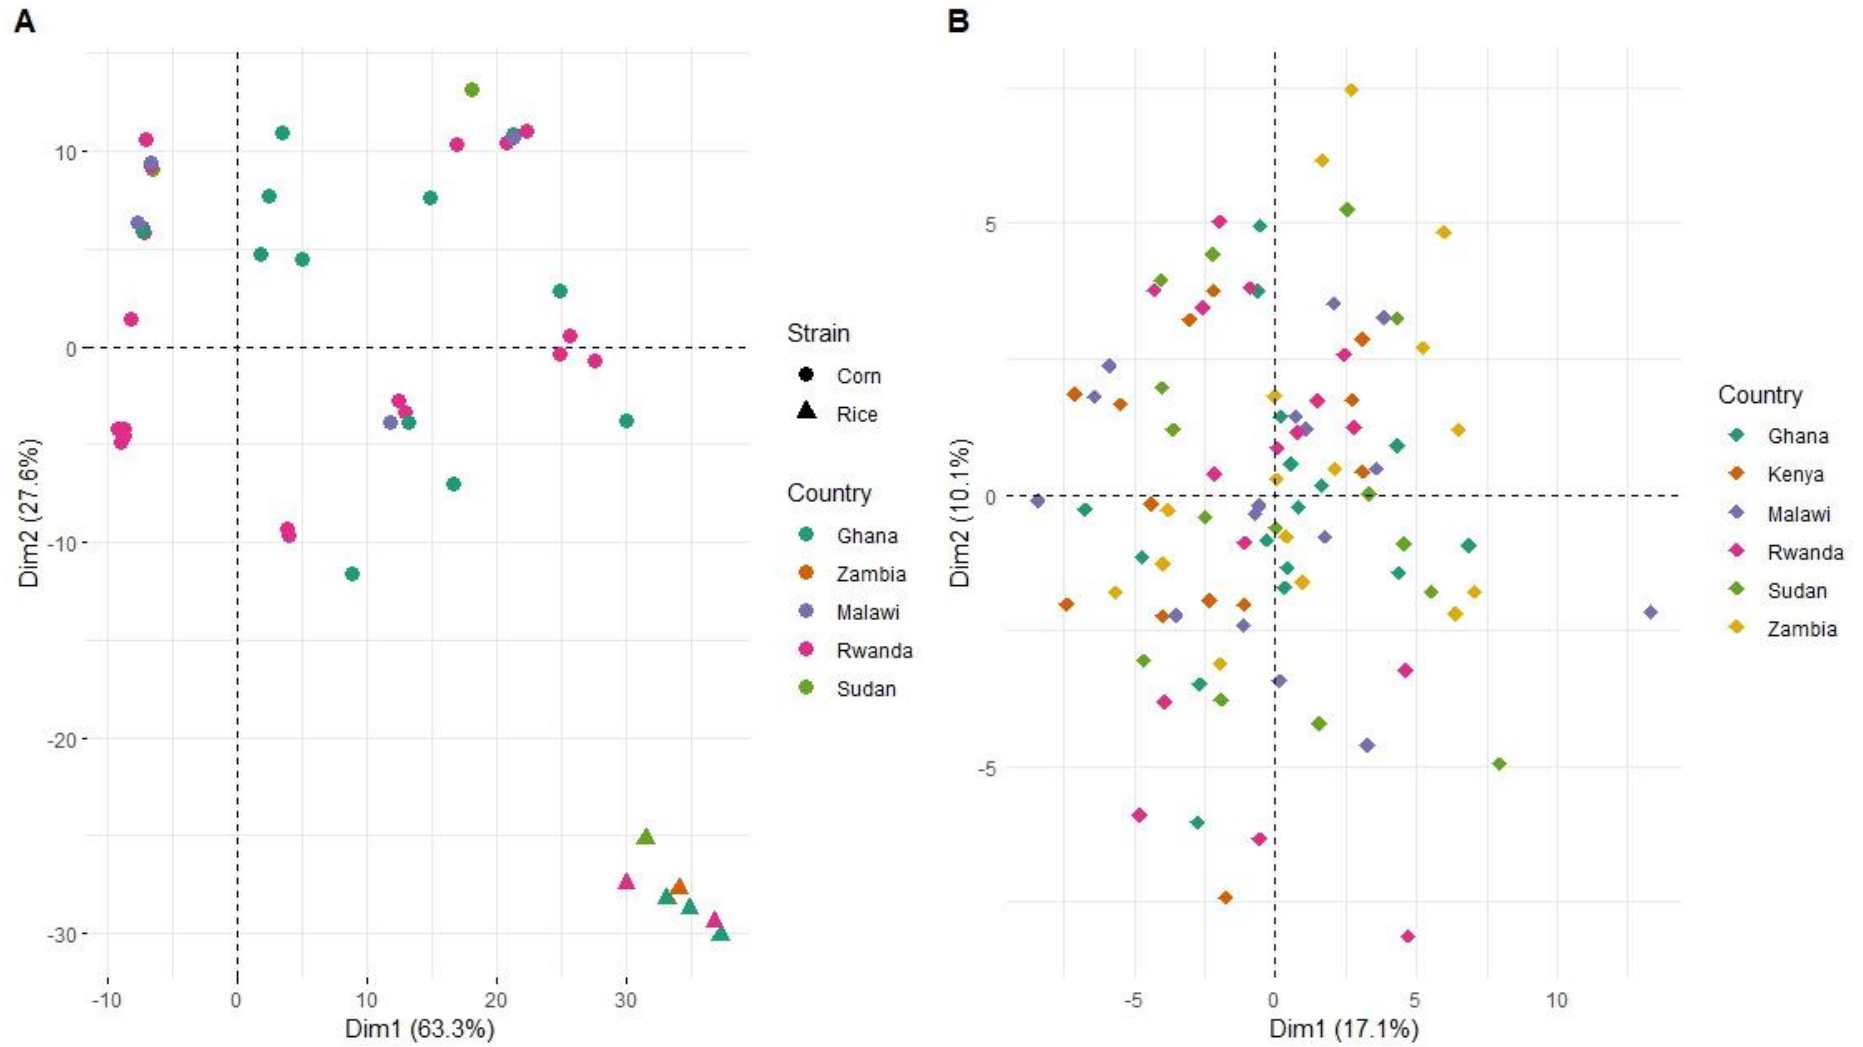 A
10
0
-10
-20
-30
Dim2 (27.6%)
-10
0
10
20
30
Dim1 (63.3%)
Strain
Corn
Rice
Country
Ghana
Zambia
Malawi
Rwanda
Sudan
B
5
0
-5
Dim2 (10.1%)
-5
0
5
10
Dim1 (17.1%)
Country
Ghana
Kenya
Malawi
Rwanda
Sudan
Zambia